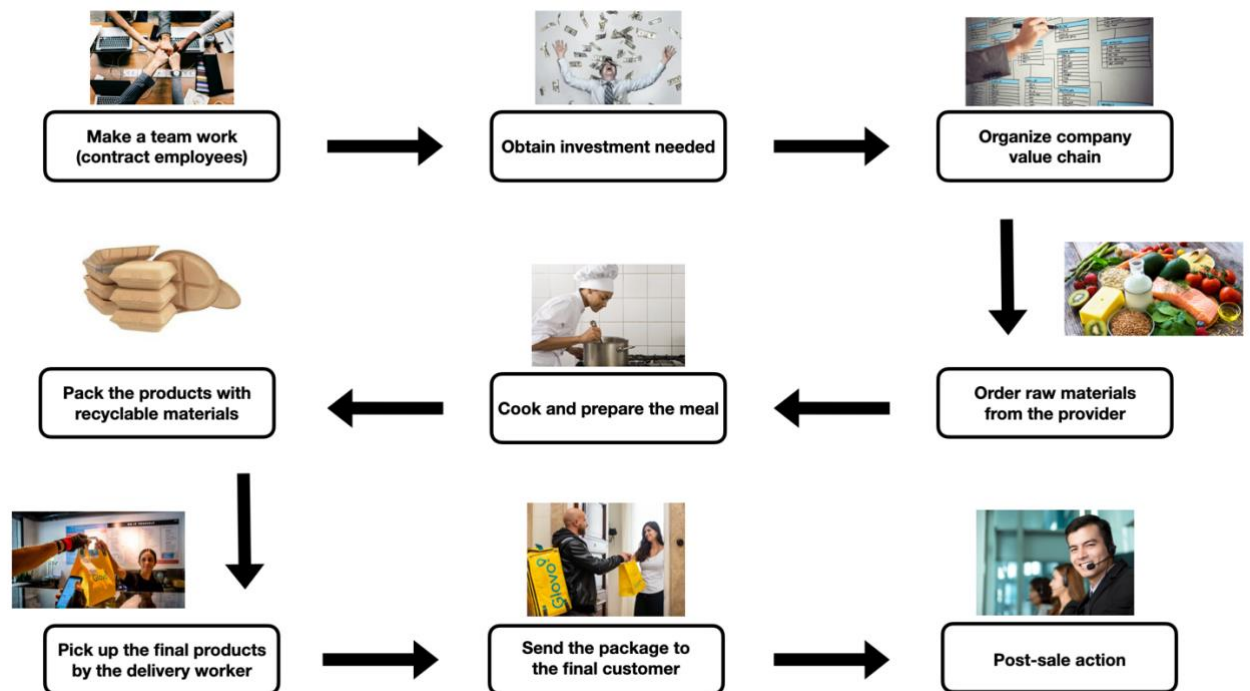 Make a team work
(contract employees)
Obtain investment needed
Organize company
value chain
Order raw materials
from the provider
Cook and prepare the meal
Pack the products with
recyclable materials
Pick up the final products
by the delivery worker
Glovo
Send the package to
the final customer
Post-sale action